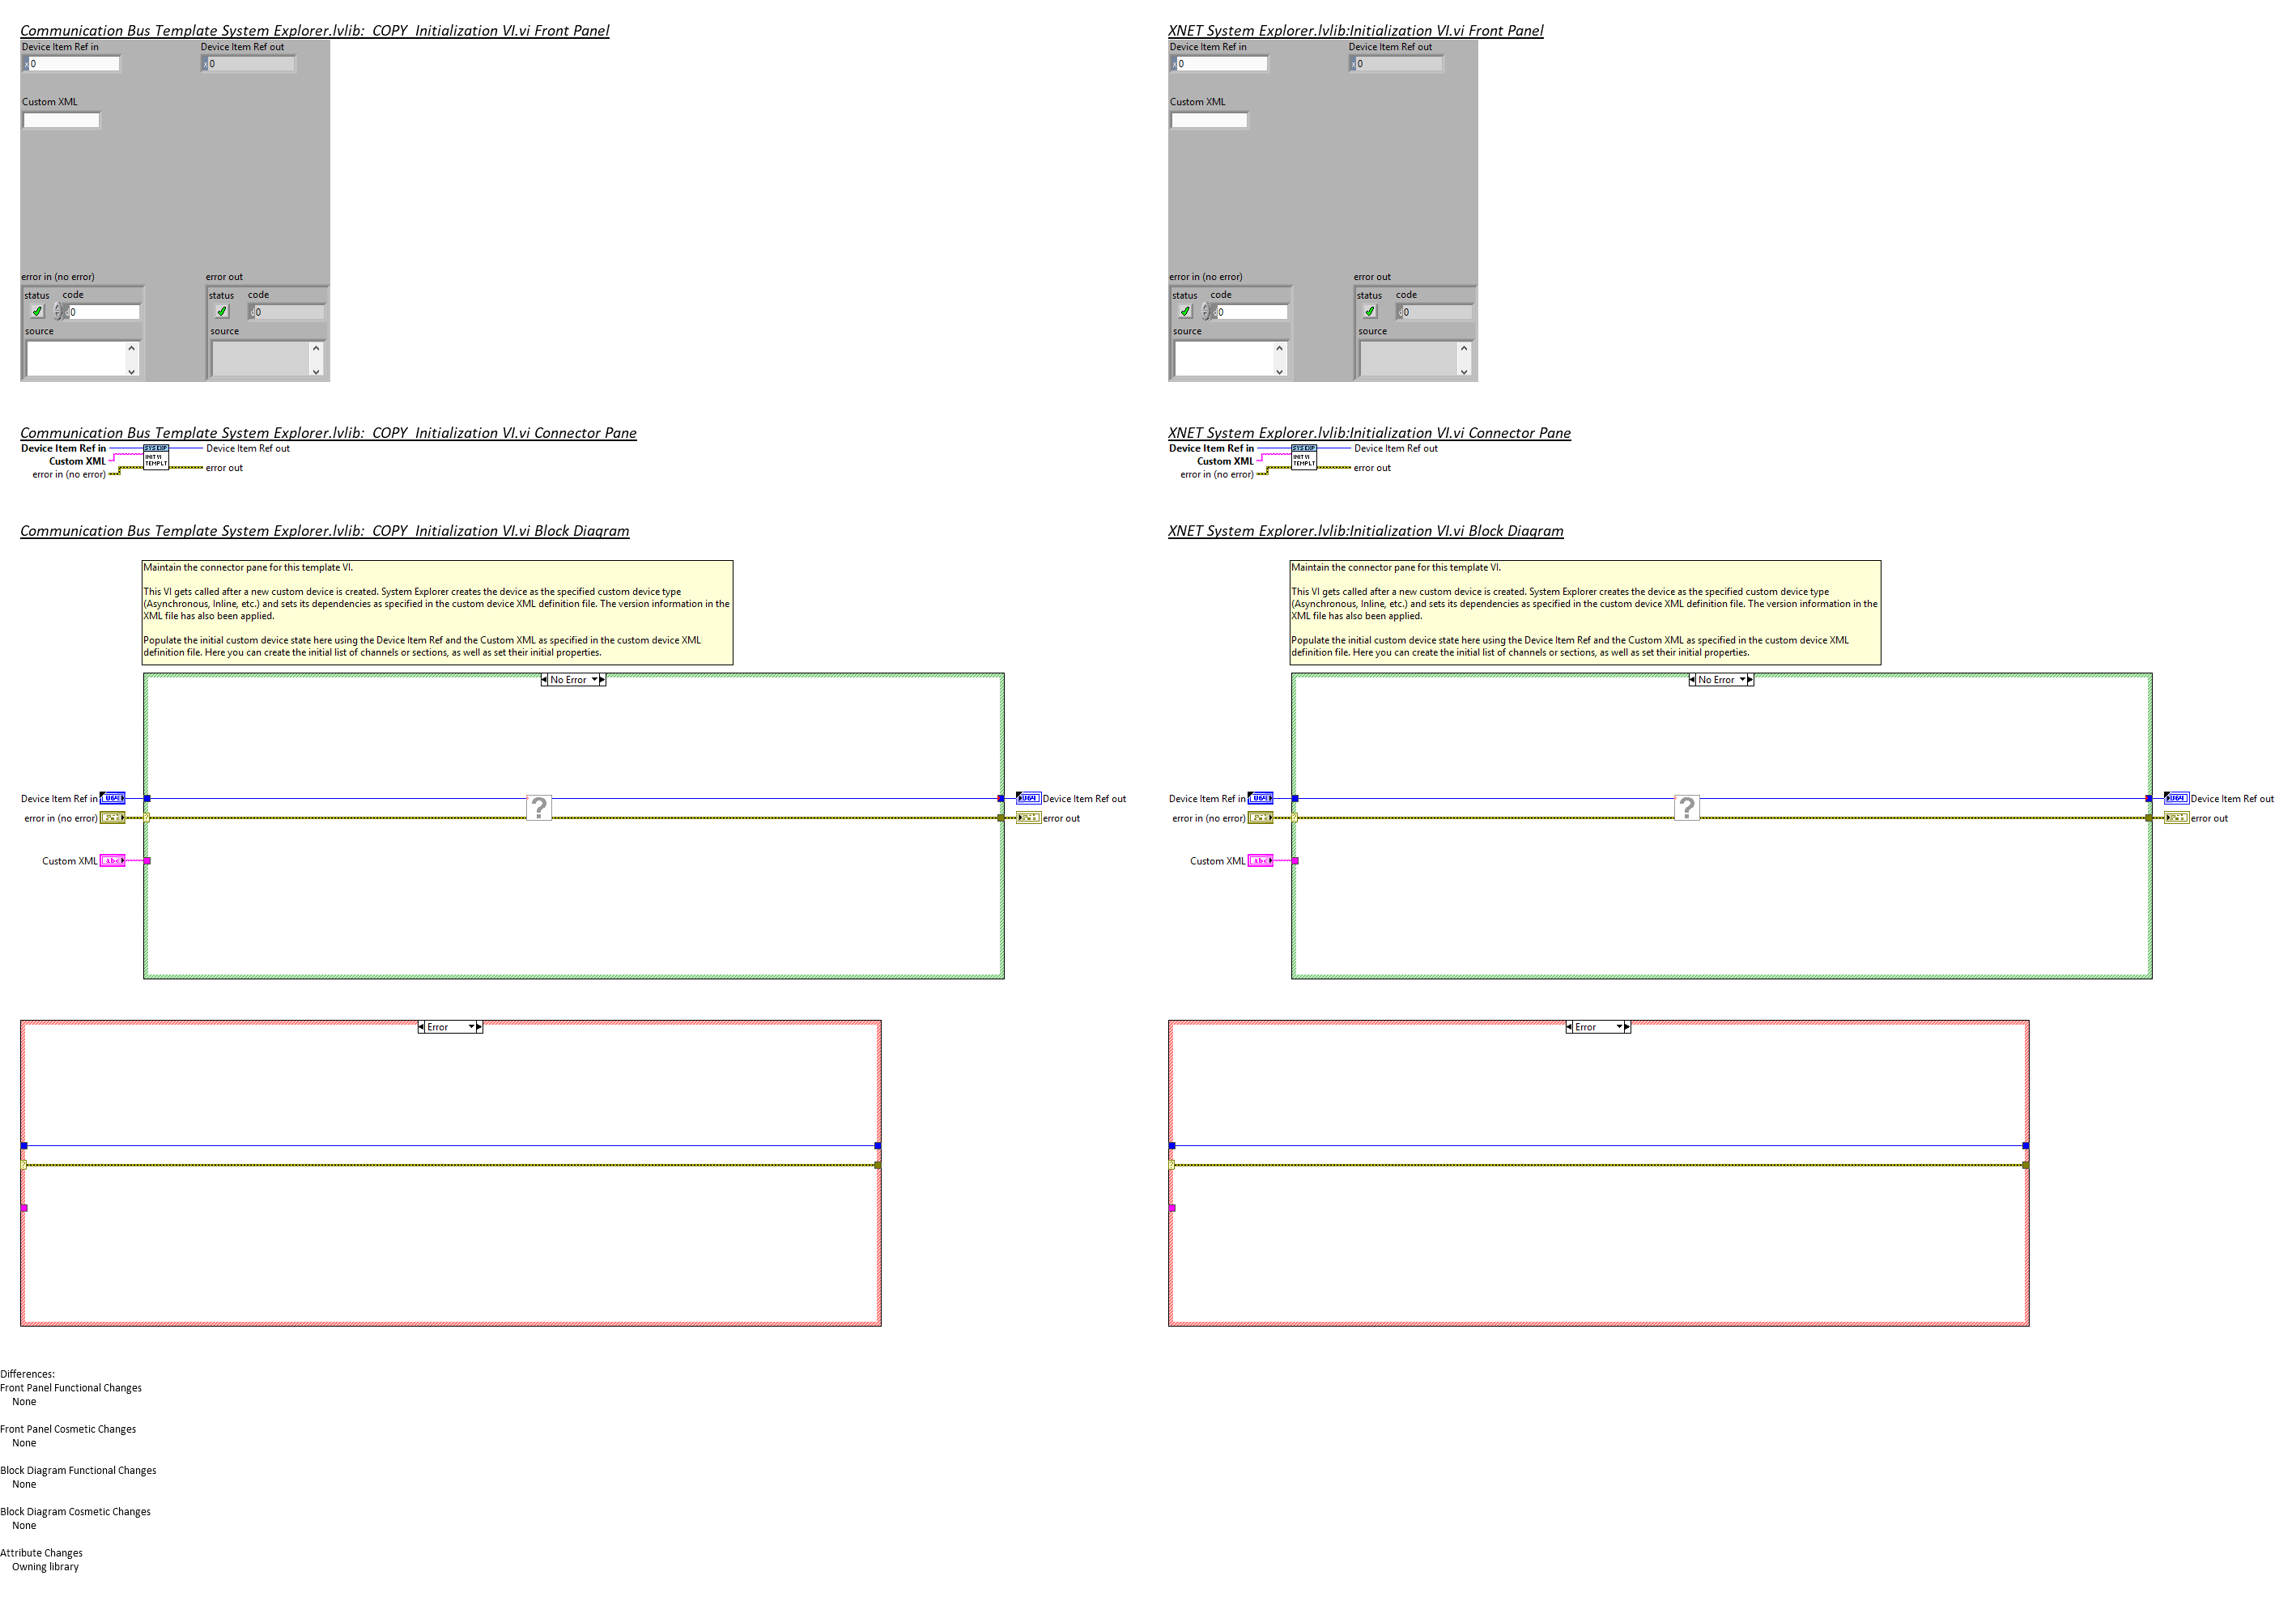 Communication Bus Template System Explorer.lvlib:  COPY  Initialization VI.vi Front Panel
Device Item Ref in
Device Item Ref out
0
0
Custom XML
error in (no error)
error out
status
code
status
code
0
0
source
source
Communication Bus Template System Explorer.lvlib:  COPY  Initialization VI.vi Connector Pane
Device Item Ref in
SYS EXP
Device Item Ref out
Custom XML
INIT VI
TEMPLT
error in (no error)
error out
Communication Bus Template System Explorer.lvlib:  COPY  Initialization VI.vi Block Diagram
Maintain the connector pane for this template VI.
This VI gets called after a new custom device is created. System Explorer creates the device as the specified custom device type
(Asynchronous, Inline, etc.) and sets its dependencies as specified in the custom device XML definition file. The version information in the
XML file has also been applied.
Populate the initial custom device state here using the Device Item Ref and the Custom XML as specified in the custom device XML
definition file. Here you can create the initial list of channels or sections, as well as set their initial properties.
No Error
Device Item Ref in
?
Device Item Ref out
error in (no error)
error out
Custom XML
abc
Error
XNET System Explorer.lvlib:Initialization VI.vi Front Panel
Device Item Ref in
Device Item Ref out
0
0
Custom XML
error in (no error)
error out
status
code
status
code
0
0
source
source
XNET System Explorer.lvlib:Initialization VI.vi Connector Pane
Device Item Ref in
SYS EXP
Device Item Ref out
Custom XML
INIT VI
TEMPLT
error in (no error)
error out
XNET System Explorer.lvlib:Initialization VI.vi Block Diagram
Maintain the connector pane for this template VI.
This VI gets called after a new custom device is created. System Explorer creates the device as the specified custom device type
(Asynchronous, Inline, etc.) and sets its dependencies as specified in the custom device XML definition file. The version information in the
XML file has also been applied.
Populate the initial custom device state here using the Device Item Ref and the Custom XML as specified in the custom device XML
definition file. Here you can create the initial list of channels or sections, as well as set their initial properties.
No Error
Device Item Ref in
?
Device Item Ref out
error in (no error)
error out
Custom XML
abc
Error
Differences:
Front Panel Functional Changes
None
Front Panel Cosmetic Changes
None
Block Diagram Functional Changes
None
Block Diagram Cosmetic Changes
None
Attribute Changes
Owning library